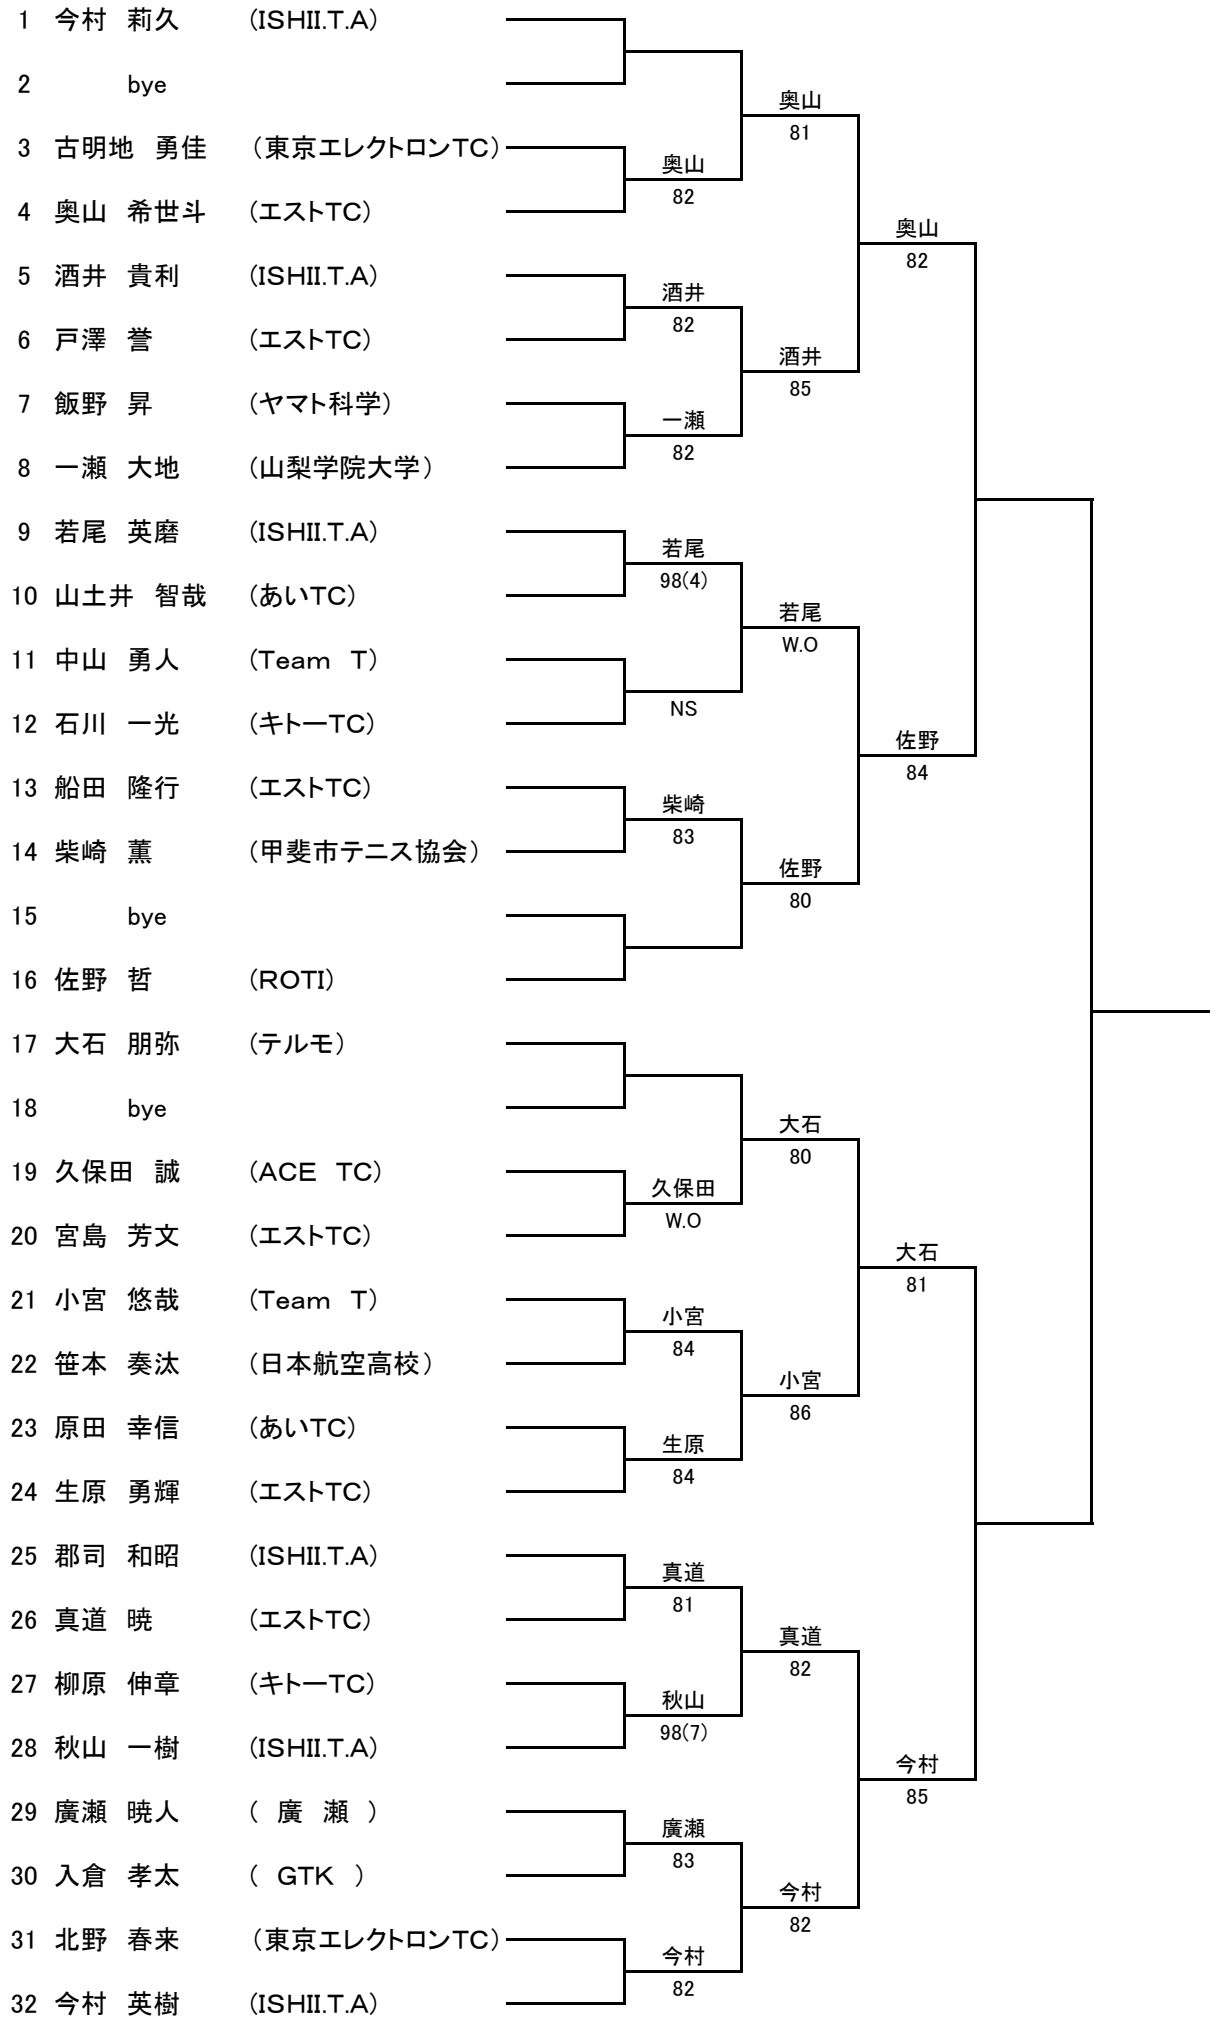 1 今村 莉久 (ISHII.T.A)
2 bye
奥山
81
3 古明地 勇佳 (東京エレクトロンTC)
奥山
82
4 奥山 希世斗 (エストTC)
奥山
82
5 酒井 貴利 (ISHII.T.A)
酒井
82
6 戸澤 誉 (エストTC)
酒井
85
7 飯野 昇 (ヤマト科学)
一瀬
82
8 一瀬 大地 (山梨学院大学)
9 若尾 英磨 (ISHII.T.A)
若尾
98(4)
10 山土井 智哉 (あいTC)
若尾
W.O
11 中山 勇人 (Team T)
NS
12 石川 一光 (キトーTC)
佐野
84
13 船田 隆行 (エストTC)
柴崎
83
14 柴崎 薫 (甲斐市テニス協会)
佐野
80
15 bye
16 佐野 哲 (ROTI)
17 大石 朋弥 (テルモ)
18 bye
大石
80
19 久保田 誠 (ACE TC)
久保田
W.O
20 宮島 芳文 (エストTC)
大石
81
21 小宮 悠哉 (Team T)
小宮
84
22 笹本 奏汰 (日本航空高校)
小宮
86
23 原田 幸信 (あいTC)
生原
84
24 生原 勇輝 (エストTC)
25 郡司 和昭 (ISHII.T.A)
真道
81
26 真道 暁 (エストTC)
真道
82
27 柳原 伸章 (キトーTC)
秋山
98(7)
28 秋山 一樹 (ISHII.T.A)
今村
85
29 廣瀬 暁人 ( 廣 瀬 )
廣瀬
83
30 入倉 孝太 ( GTK )
今村
82
31 北野 春来 (東京エレクトロンTC)
今村
82
32 今村 英樹 (ISHII.T.A)